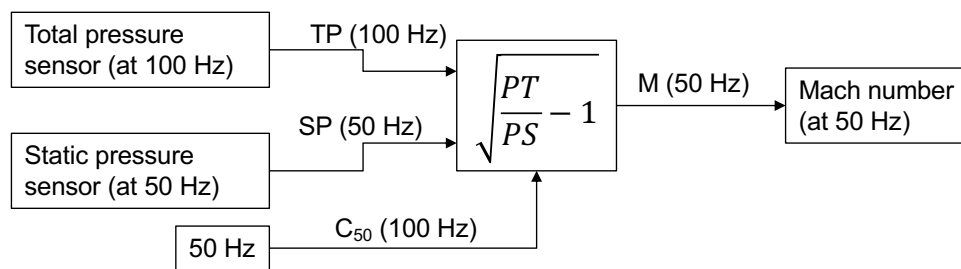 Total pressure
sensor (at 100 Hz)
TP (100 Hz)
Static pressure
sensor (at 50 Hz)
SP (50 Hz)
50 Hz
C₅₀ (100 Hz)
√(PT/PS − 1)
M (50 Hz)
Mach number
(at 50 Hz)